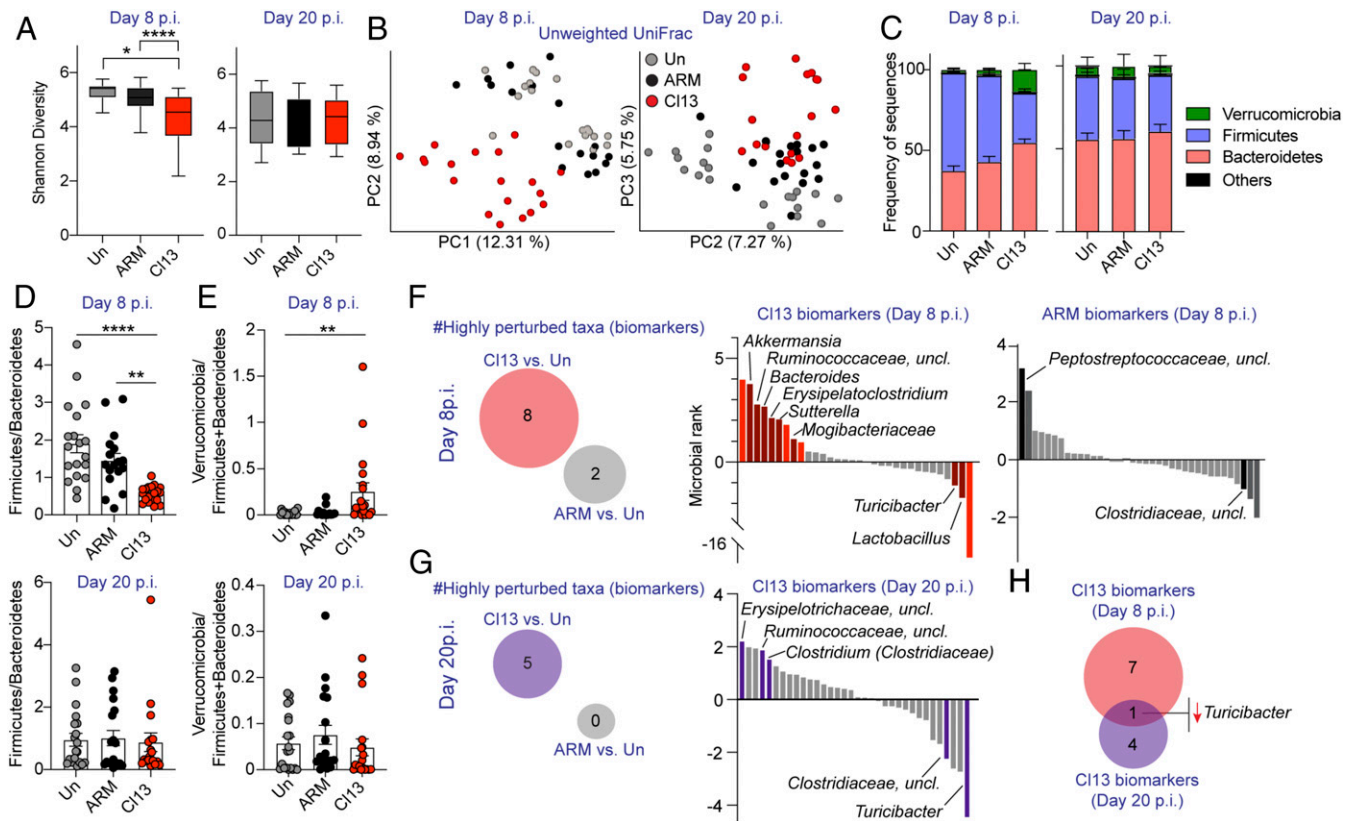 A
Day 8 p.i.
Day 20 p.i.
Shannon Diversity
****
*
6
4
2
0
6
4
2
0
Un
ARM
Cl13
Un
ARM
Cl13
B
Day 8 p.i.
Day 20 p.i.
Unweighted UniFrac
Un
ARM
Cl13
PC2 (8.94 %)
PC1 (12.31 %)
PC3 (5.75 %)
PC2 (7.27 %)
C
Day 8 p.i.
Day 20 p.i.
Frequency of sequences
100
50
0
Un
ARM
Cl13
Un
ARM
Cl13
Verrucomicrobia
Firmicutes
Bacteroidetes
Others
D
Day 8 p.i.
****
**
Firmicutes/Bacteroidetes
5
4
3
2
1
0
Un
ARM
Cl13
Day 20 p.i.
Firmicutes/Bacteroidetes
6
4
2
0
Un
ARM
Cl13
E
Day 8 p.i.
**
Verrucomicrobia/
Firmicutes+Bacteroidetes
2
1.5
1
0.5
0
Un
ARM
Cl13
Day 20 p.i.
Verrucomicrobia/
Firmicutes+Bacteroidetes
0.4
0.3
0.2
0.1
0
Un
ARM
Cl13
F
#Highly perturbed taxa (biomarkers)
Cl13 vs. Un
Day 8p.i.
8
2
ARM vs. Un
Cl13 biomarkers (Day 8 p.i.)
Microbial rank
4
2
0
-2
-16
Akkermansia
Ruminococcaceae, uncl.
Bacteroides
Erysipelatoclostridium
Sutterella
Mogibacteriaceae
Turicibacter
Lactobacillus
ARM biomarkers (Day 8 p.i.)
4
2
0
-2
Peptostreptococcaceae, uncl.
Clostridiaceae, uncl.
G
#Highly perturbed taxa (biomarkers)
Cl13 vs. Un
Day 20p.i.
5
0
ARM vs. Un
Cl13 biomarkers (Day 20 p.i.)
4
2
0
-2
-4
Erysipelotrichaceae, uncl.
Ruminococcaceae, uncl.
Clostridium (Clostridiaceae)
Clostridiaceae, uncl.
Turicibacter
H
Cl13 biomarkers
(Day 8 p.i.)
7
1
Turicibacter
4
Cl13 biomarkers
(Day 20 p.i.)